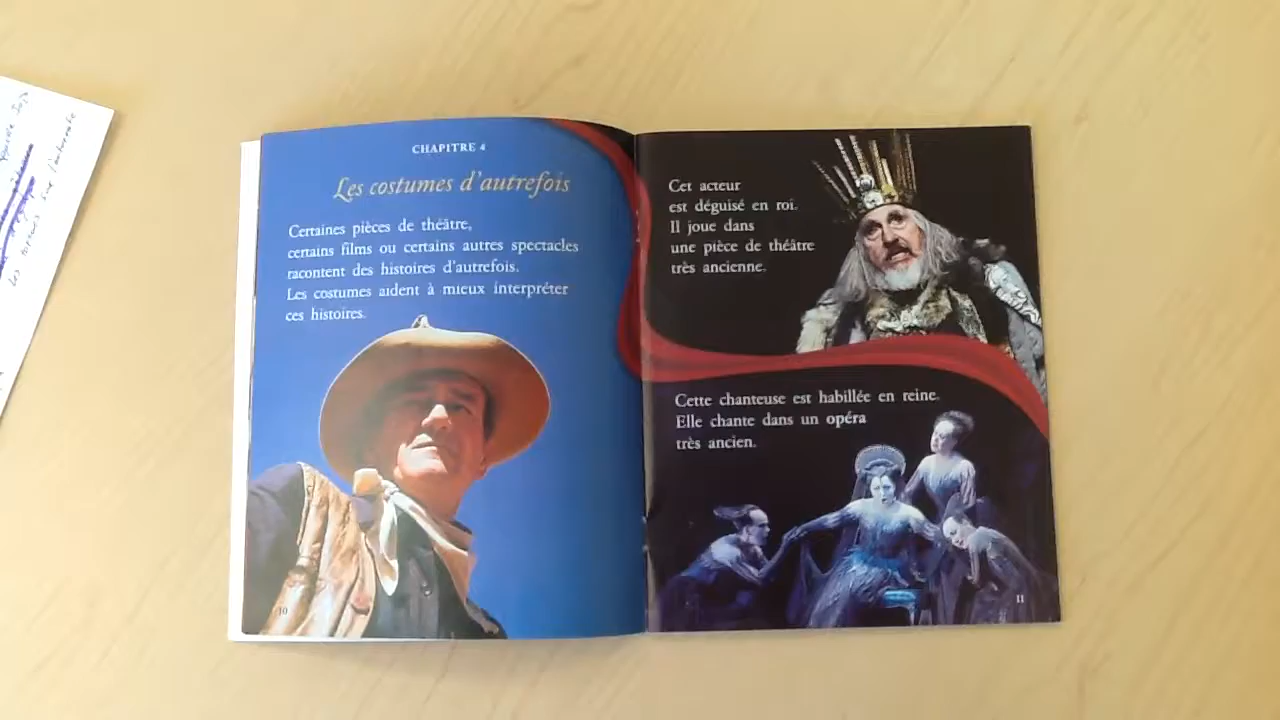 CHAPITRE 4
Les costumes d'autrefois
Certaines pièces de théâtre,
certains films ou certains autres spectacles
racontent des histoires d'autrefois.
Les costumes aident à mieux interpréter
ces histoires.
10
Cet acteur
est déguisé en roi.
Il joue dans
une pièce de théâtre
très ancienne.
Cette chanteuse est habillée en reine.
Elle chante dans un opéra
très ancien.
11